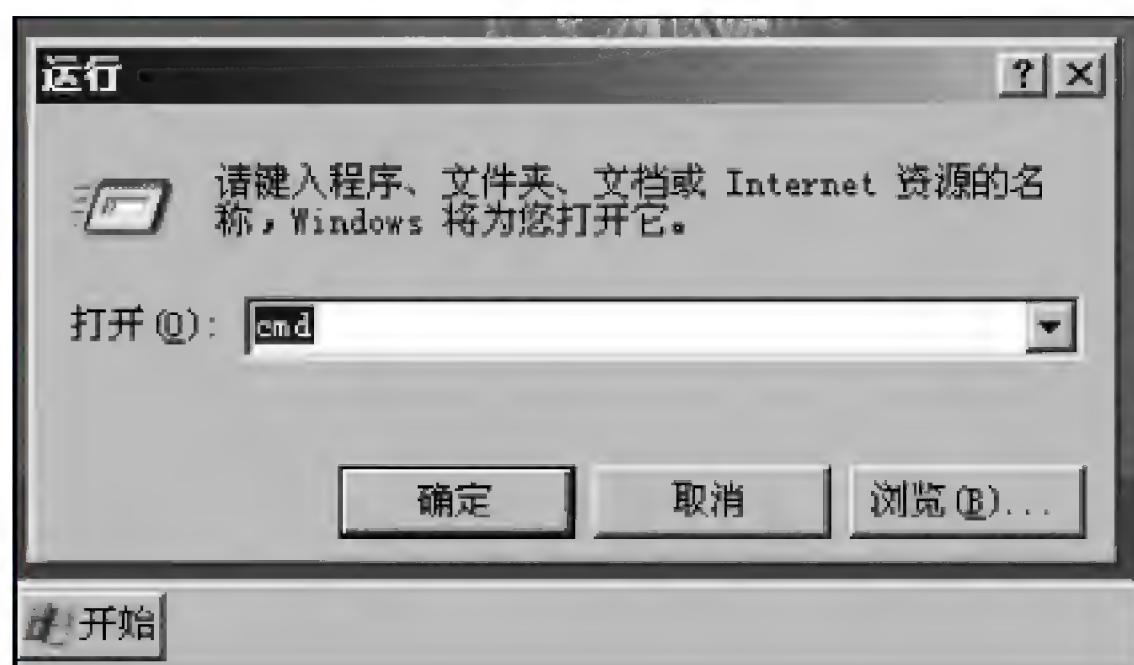 运行
请键入程序、文件夹、文档或 Internet 资源的名
称，Windows 将为您打开它。
打开(O):
cmd
确定
取消
浏览(B)...
开始